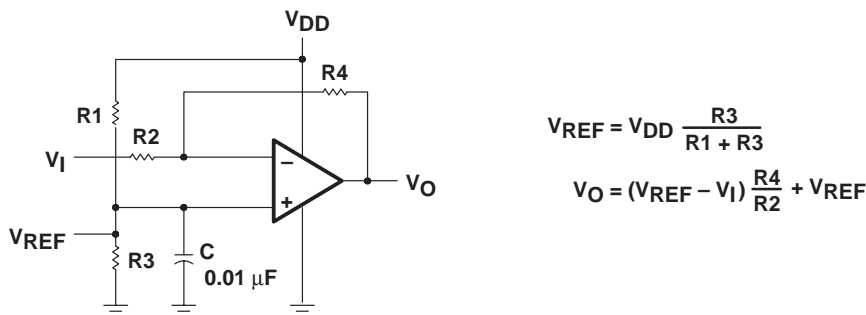 VDD
R4
R1
R2
VI
−
+
VO
VREF
R3
C
0.01 µF
VREF = VDD R3 / R1 + R3
VO = (VREF − VI) R4 / R2 + VREF